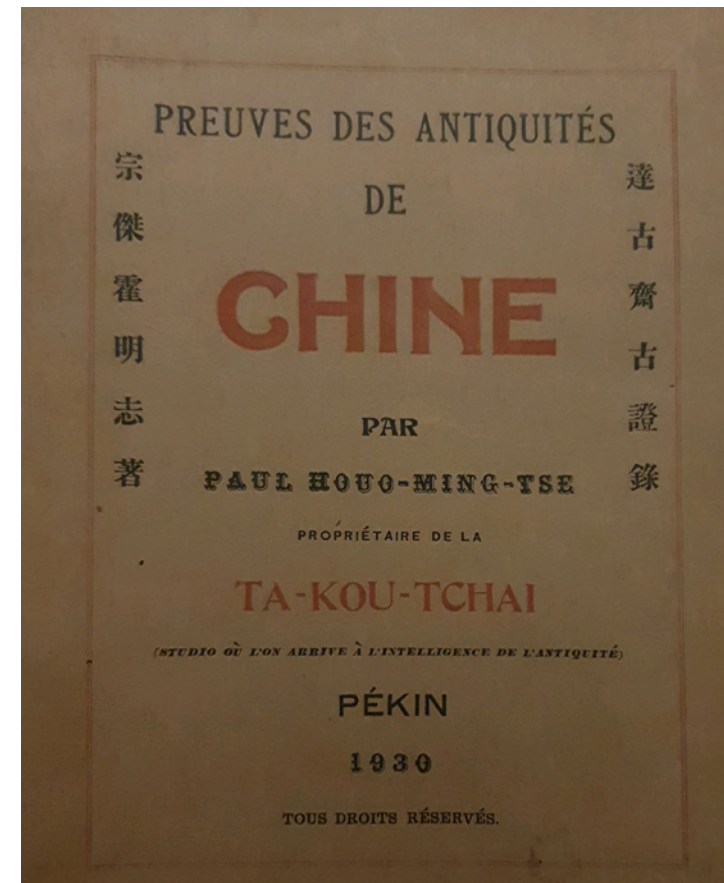 PREUVES DES ANTIQUITÉS
DE
CHINE
PAR
PAUL HOUO-MING-TSE
PROPRIÉTAIRE DE LA
TA-KOU-TCHAI
(STUDIO OÙ L'ON ARRIVE À L'INTELLIGENCE DE L'ANTIQUITÉ)
PÉKIN
1930
TOUS DROITS RÉSERVÉS.
達古齋古證錄
宗傑霍明志著